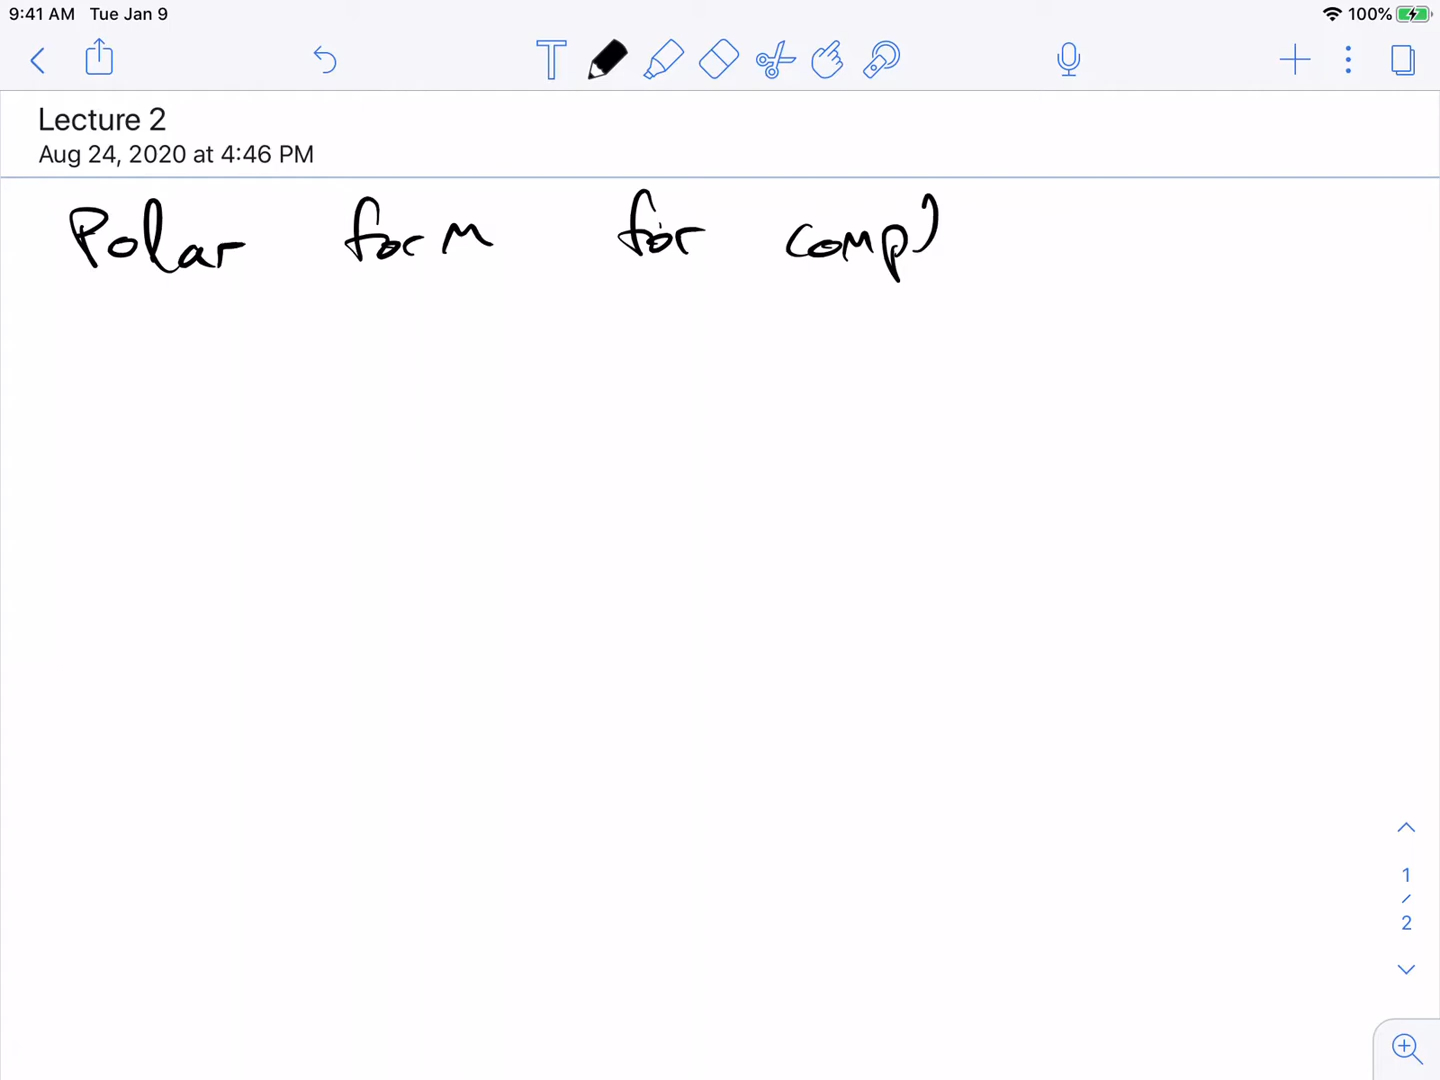 9:41 AM Tue Jan 9 100%
T
Lecture 2
Aug 24, 2020 at 4:46 PM
Polar form for compl
1
/
2